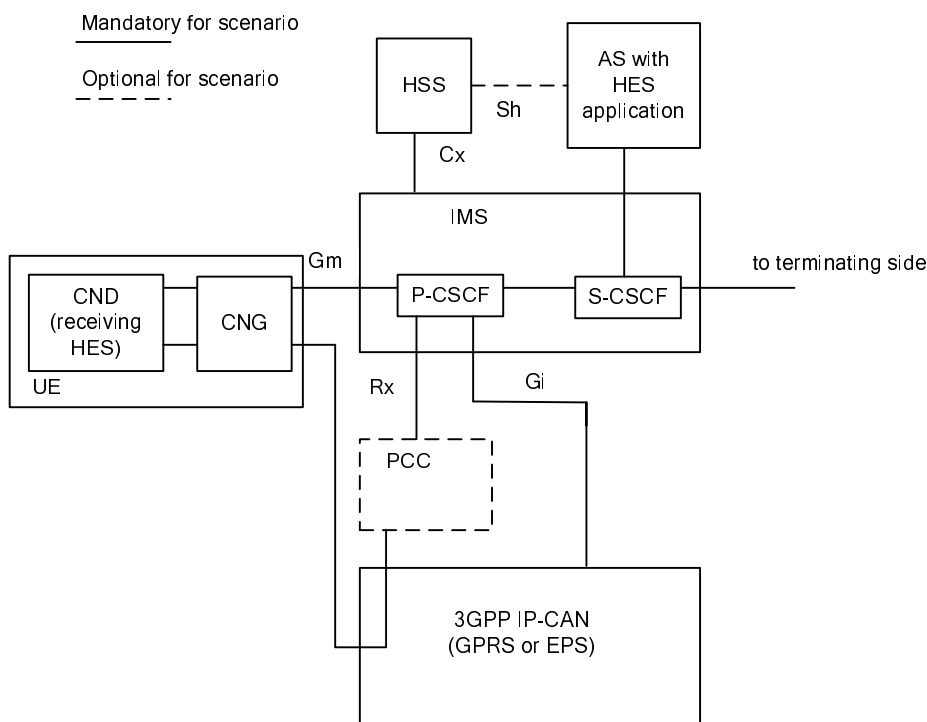 Mandatory for scenario
Optional for scenario
HSS
Sh
AS with
HES
application
Cx
IMS
Gm
to terminating side
CND
(receiving
HES)
CNG
P-CSCF
S-CSCF
UE
Rx
Gi
PCC
3GPP IP-CAN
(GPRS or EPS)